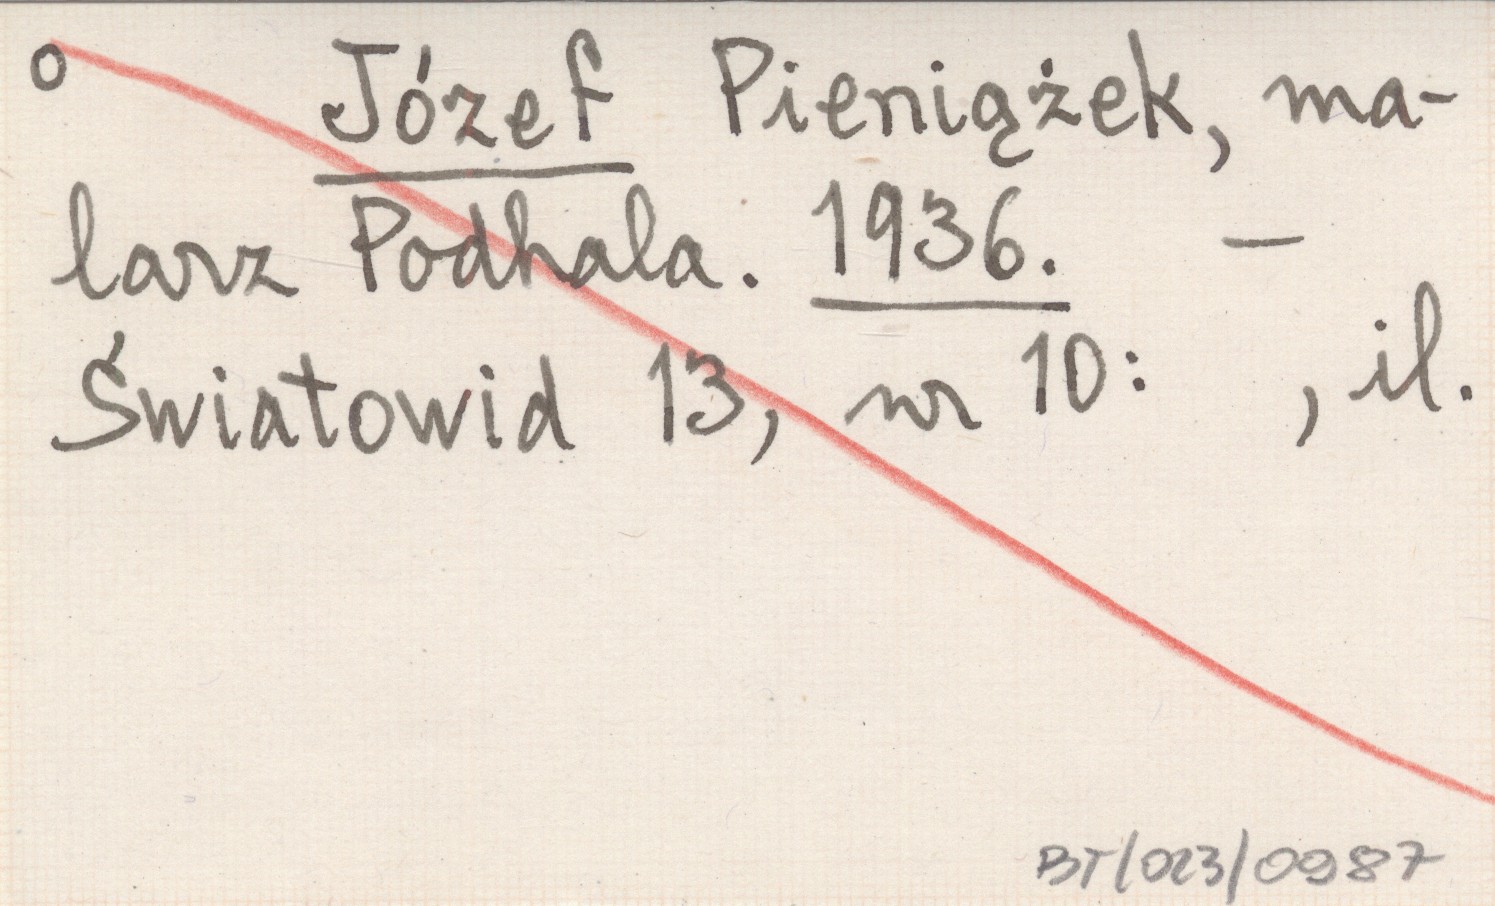 o Józef Pieniążek, ma-
larz Podhala. 1936. —
Światowid 13, nr 10: , il.
BT/023/0987